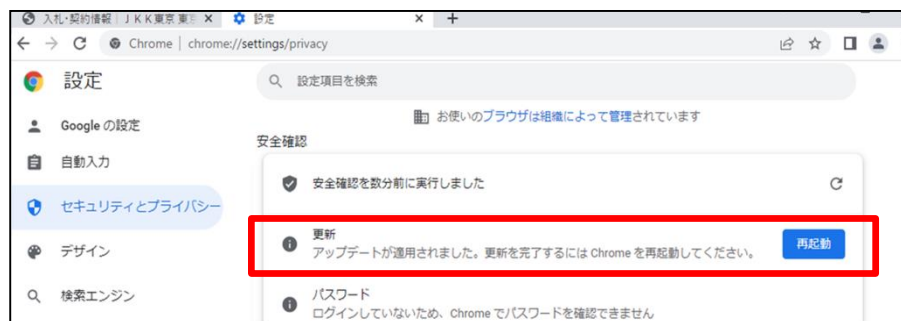 入札・契約情報｜ＪＫＫ東京 東京
設定
Chrome | chrome://settings/privacy
設定
設定項目を検索
お使いのブラウザは組織によって管理されています
Google の設定
安全確認
自動入力
安全確認を数分前に実行しました
セキュリティとプライバシー
更新
アップデートが適用されました。更新を完了するには Chrome を再起動してください。
再起動
デザイン
検索エンジン
パスワード
ログインしていないため、Chrome でパスワードを確認できません